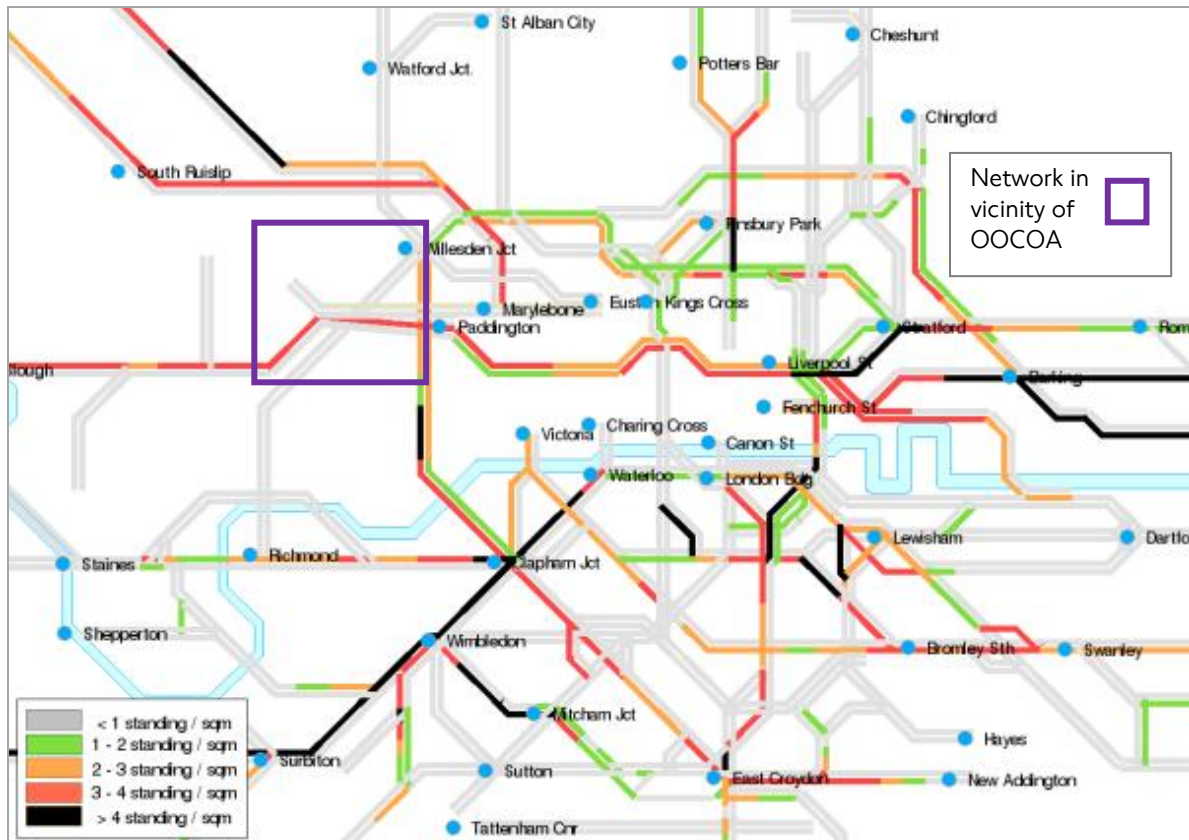 St Alban City
Cheshunt
Watford Jct.
Potters Bar
Chingford
South Ruislip
Network in
vicinity of
OOCOA
Finsbury Park
Willesden Jct
Marylebone
Euston Kings Cross
Paddington
Stratford
Rom
Liverpool St
Slough
Barking
Fenchurch St
Charing Cross
Victoria
Canon St
Waterloo
London Bdg
Lewisham
Dartfo
Richmond
Staines
Clapham Jct
Shepperton
Wimbledon
Bromley Sth
Swanley
Mitcham Jct
Hayes
Surbiton
Sutton
East Croydon
New Addington
Tattenham Cnr
< 1 standing / sqm
1 - 2 standing / sqm
2 - 3 standing / sqm
3 - 4 standing / sqm
> 4 standing / sqm